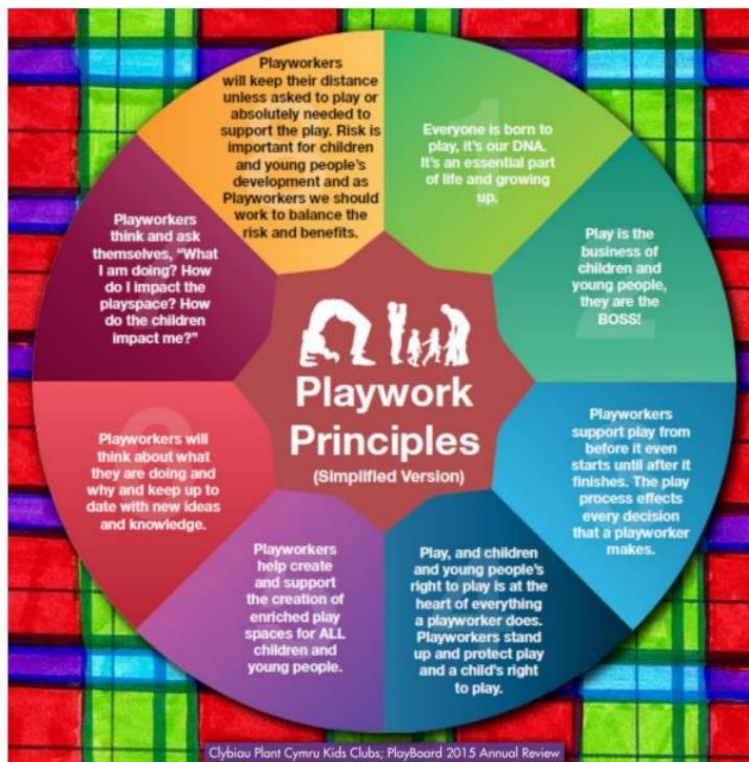 Playwork
Principles
(Simplified Version)
1
Everyone is born to
play, it's our DNA.
It's an essential part
of life and growing
up.
2
Play is the
business of
children and
young people,
they are the
BOSS!
Playworkers
support play from
before it even
starts until after it
finishes. The play
process effects
every decision
that a playworker
makes.
Play, and children
and young people's
right to play is at the
heart of everything
a playworker does.
Playworkers stand
up and protect play
and a child's right
to play.
Playworkers
help create
and support
the creation of
enriched play
spaces for ALL
children and
young people.
Playworkers will
think about what
they are doing and
why and keep up to
date with new ideas
and knowledge.
Playworkers
think and ask
themselves, "What
I am doing? How
do I impact the
playspace? How
do the children
impact me?"
Playworkers
will keep their distance
unless asked to play or
absolutely needed to
support the play. Risk is
important for children
and young people's
development and as
Playworkers we should
work to balance the
risk and benefits.
Clybiau Plant Cymru Kids Clubs; PlayBoard 2015 Annual Review